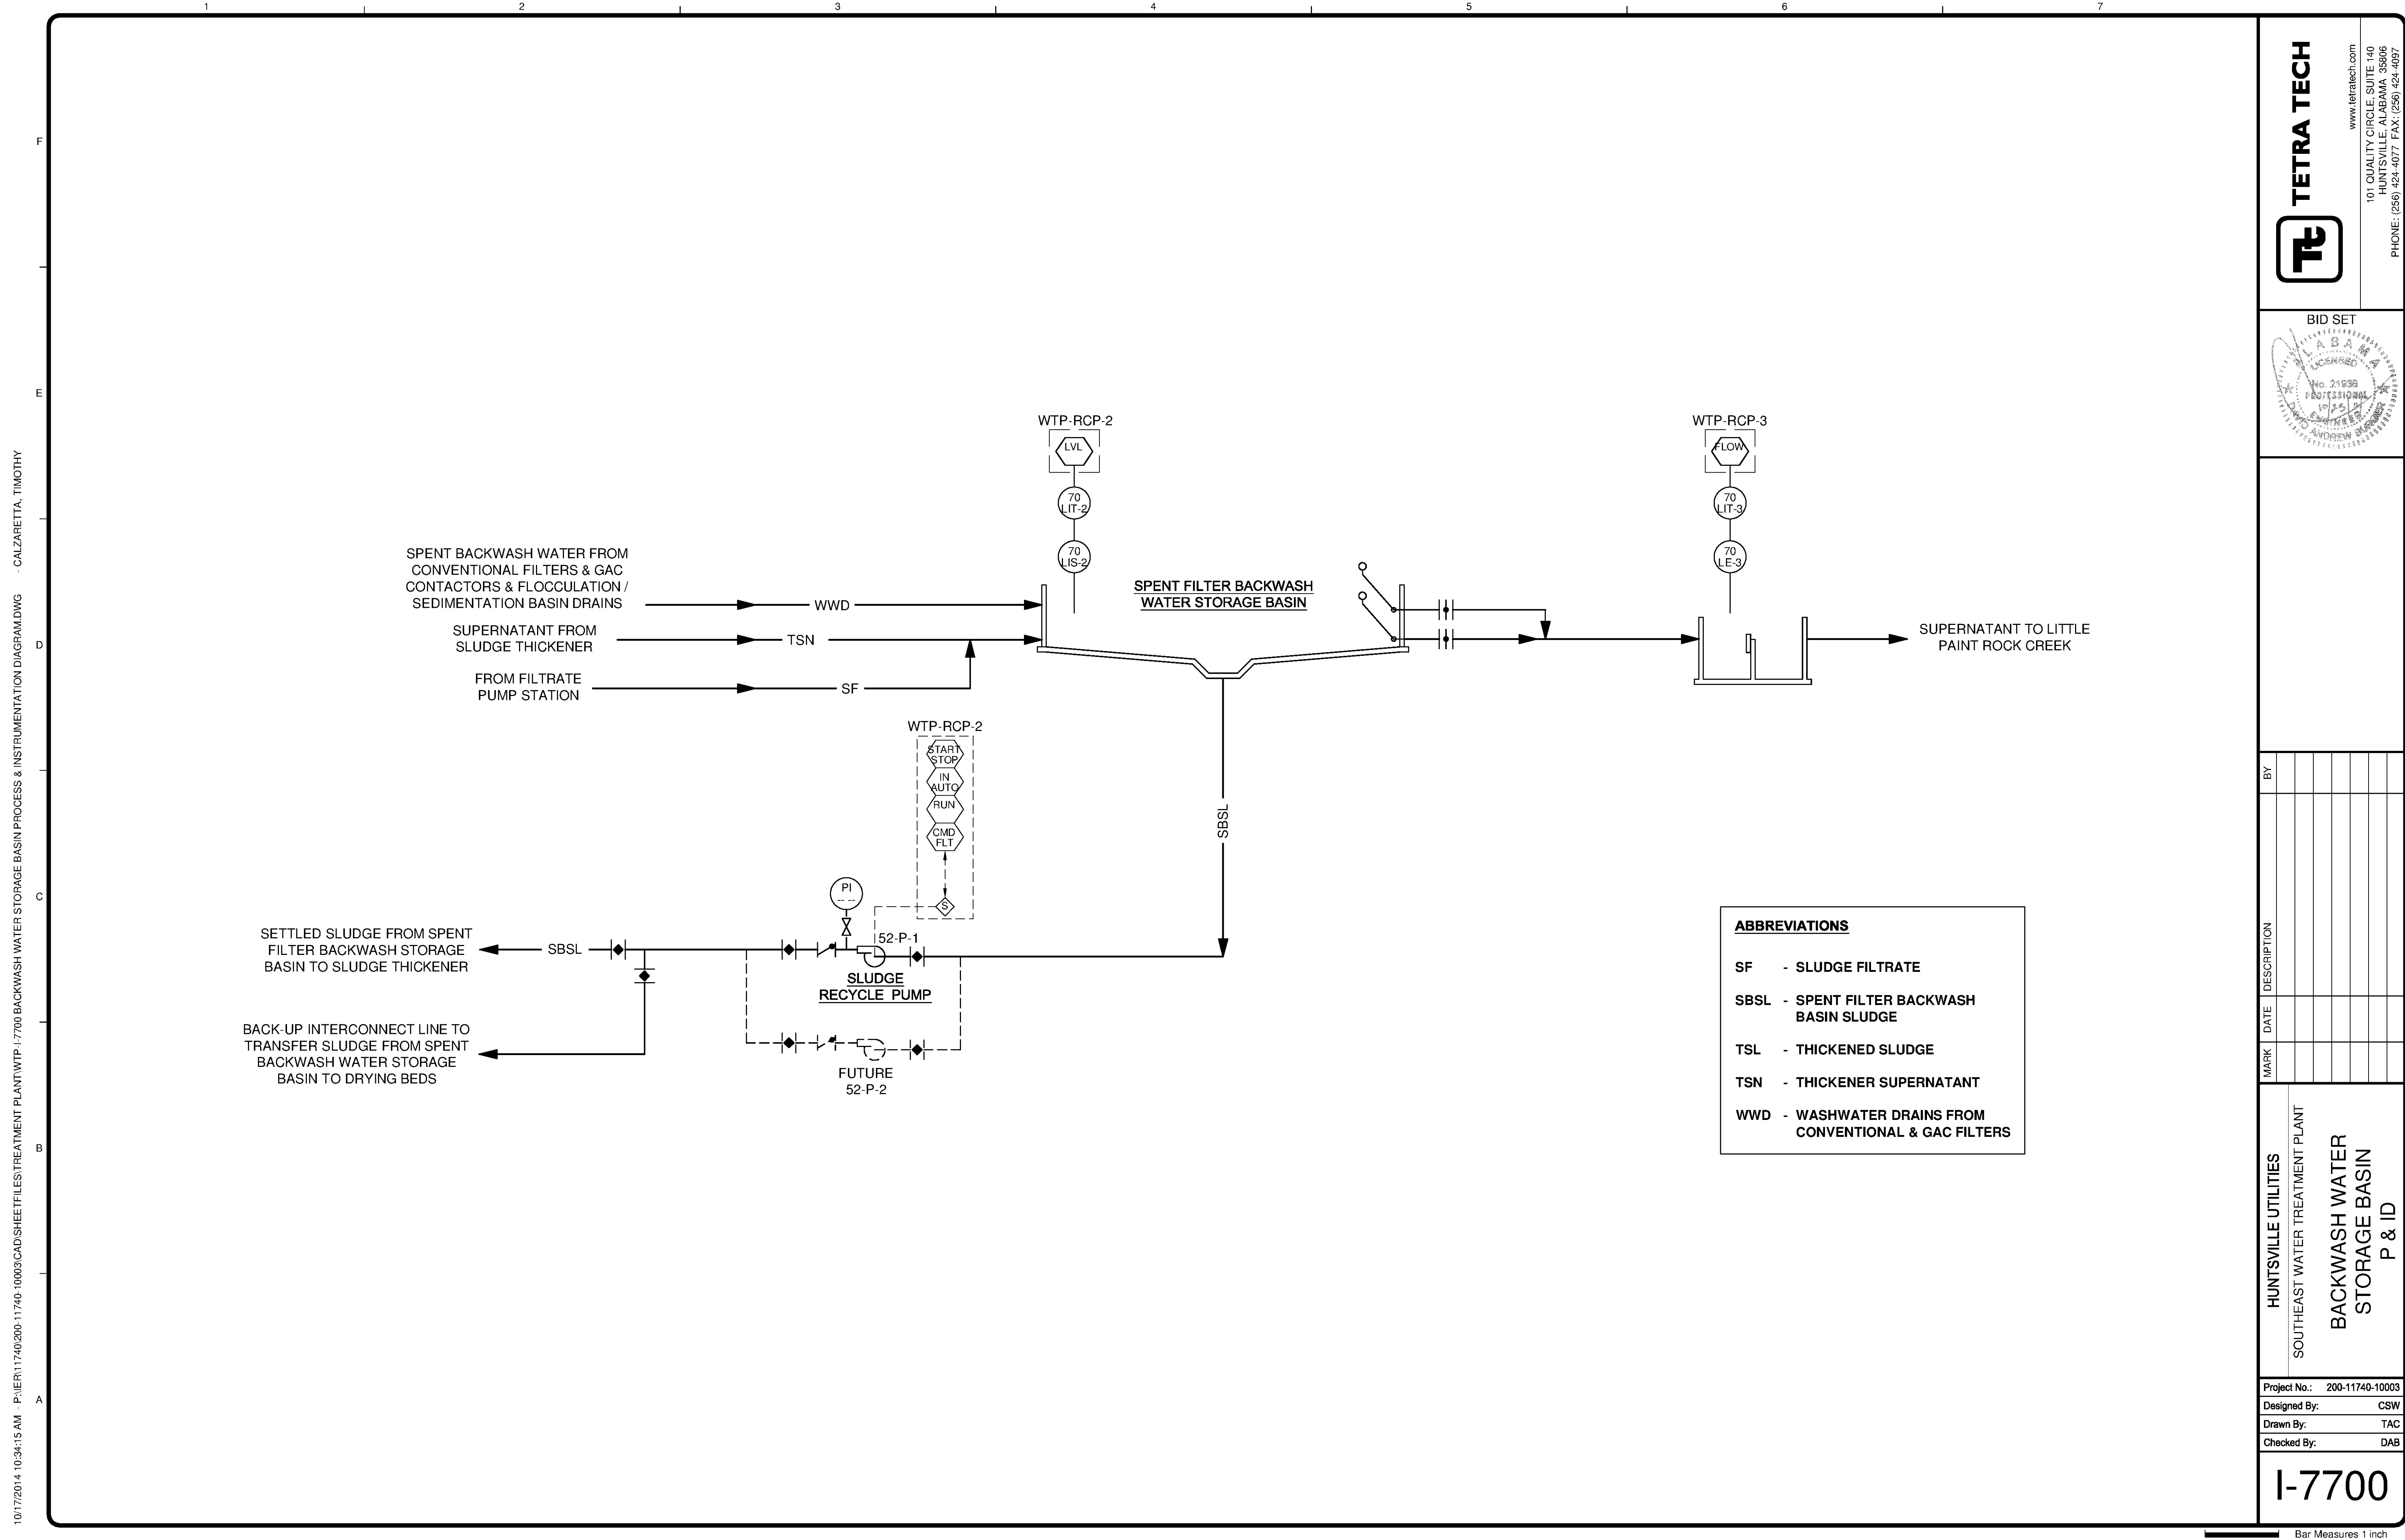 1
2
3
4
5
6
7
F
E
D
C
B
A
10/17/2014 10:34:15 AM - P:\IER\11740\200-11740-10003\CAD\SHEETFILES\TREATMENT PLANT\WTP-I-7700 BACKWASH WATER STORAGE BASIN PROCESS & INSTRUMENTATION DIAGRAM.DWG - CALZARETTA, TIMOTHY
WTP-RCP-2
LVL
70
LIT-2
70
LIS-2
WTP-RCP-3
FLOW
70
LIT-3
70
LE-3
SPENT BACKWASH WATER FROM
CONVENTIONAL FILTERS & GAC
CONTACTORS & FLOCCULATION /
SEDIMENTATION BASIN DRAINS
WWD
SUPERNATANT FROM
SLUDGE THICKENER
TSN
FROM FILTRATE
PUMP STATION
SF
SPENT FILTER BACKWASH
WATER STORAGE BASIN
SUPERNATANT TO LITTLE
PAINT ROCK CREEK
WTP-RCP-2
START
STOP
IN
AUTO
RUN
CMD
FLT
S
SBSL
PI
-- --
52-P-1
SLUDGE
RECYCLE PUMP
SETTLED SLUDGE FROM SPENT
FILTER BACKWASH STORAGE
BASIN TO SLUDGE THICKENER
SBSL
BACK-UP INTERCONNECT LINE TO
TRANSFER SLUDGE FROM SPENT
BACKWASH WATER STORAGE
BASIN TO DRYING BEDS
FUTURE
52-P-2
ABBREVIATIONS
SF - SLUDGE FILTRATE
SBSL - SPENT FILTER BACKWASH
BASIN SLUDGE
TSL - THICKENED SLUDGE
TSN - THICKENER SUPERNATANT
WWD - WASHWATER DRAINS FROM
CONVENTIONAL & GAC FILTERS
Tt
TETRA TECH
www.tetratech.com
101 QUALITY CIRCLE, SUITE 140
HUNTSVILLE, ALABAMA 35806
PHONE: (256) 424-4077 FAX: (256) 424-4097
BID SET
ALABAMA
LICENSED
PROFESSIONAL
ENGINEER
DAVID ANDREW
MARK
DATE
DESCRIPTION
BY
HUNTSVILLE UTILITIES
SOUTHEAST WATER TREATMENT PLANT
BACKWASH WATER
STORAGE BASIN
P & ID
Project No.: 200-11740-10003
Designed By: CSW
Drawn By: TAC
Checked By: DAB
I-7700
Bar Measures 1 inch